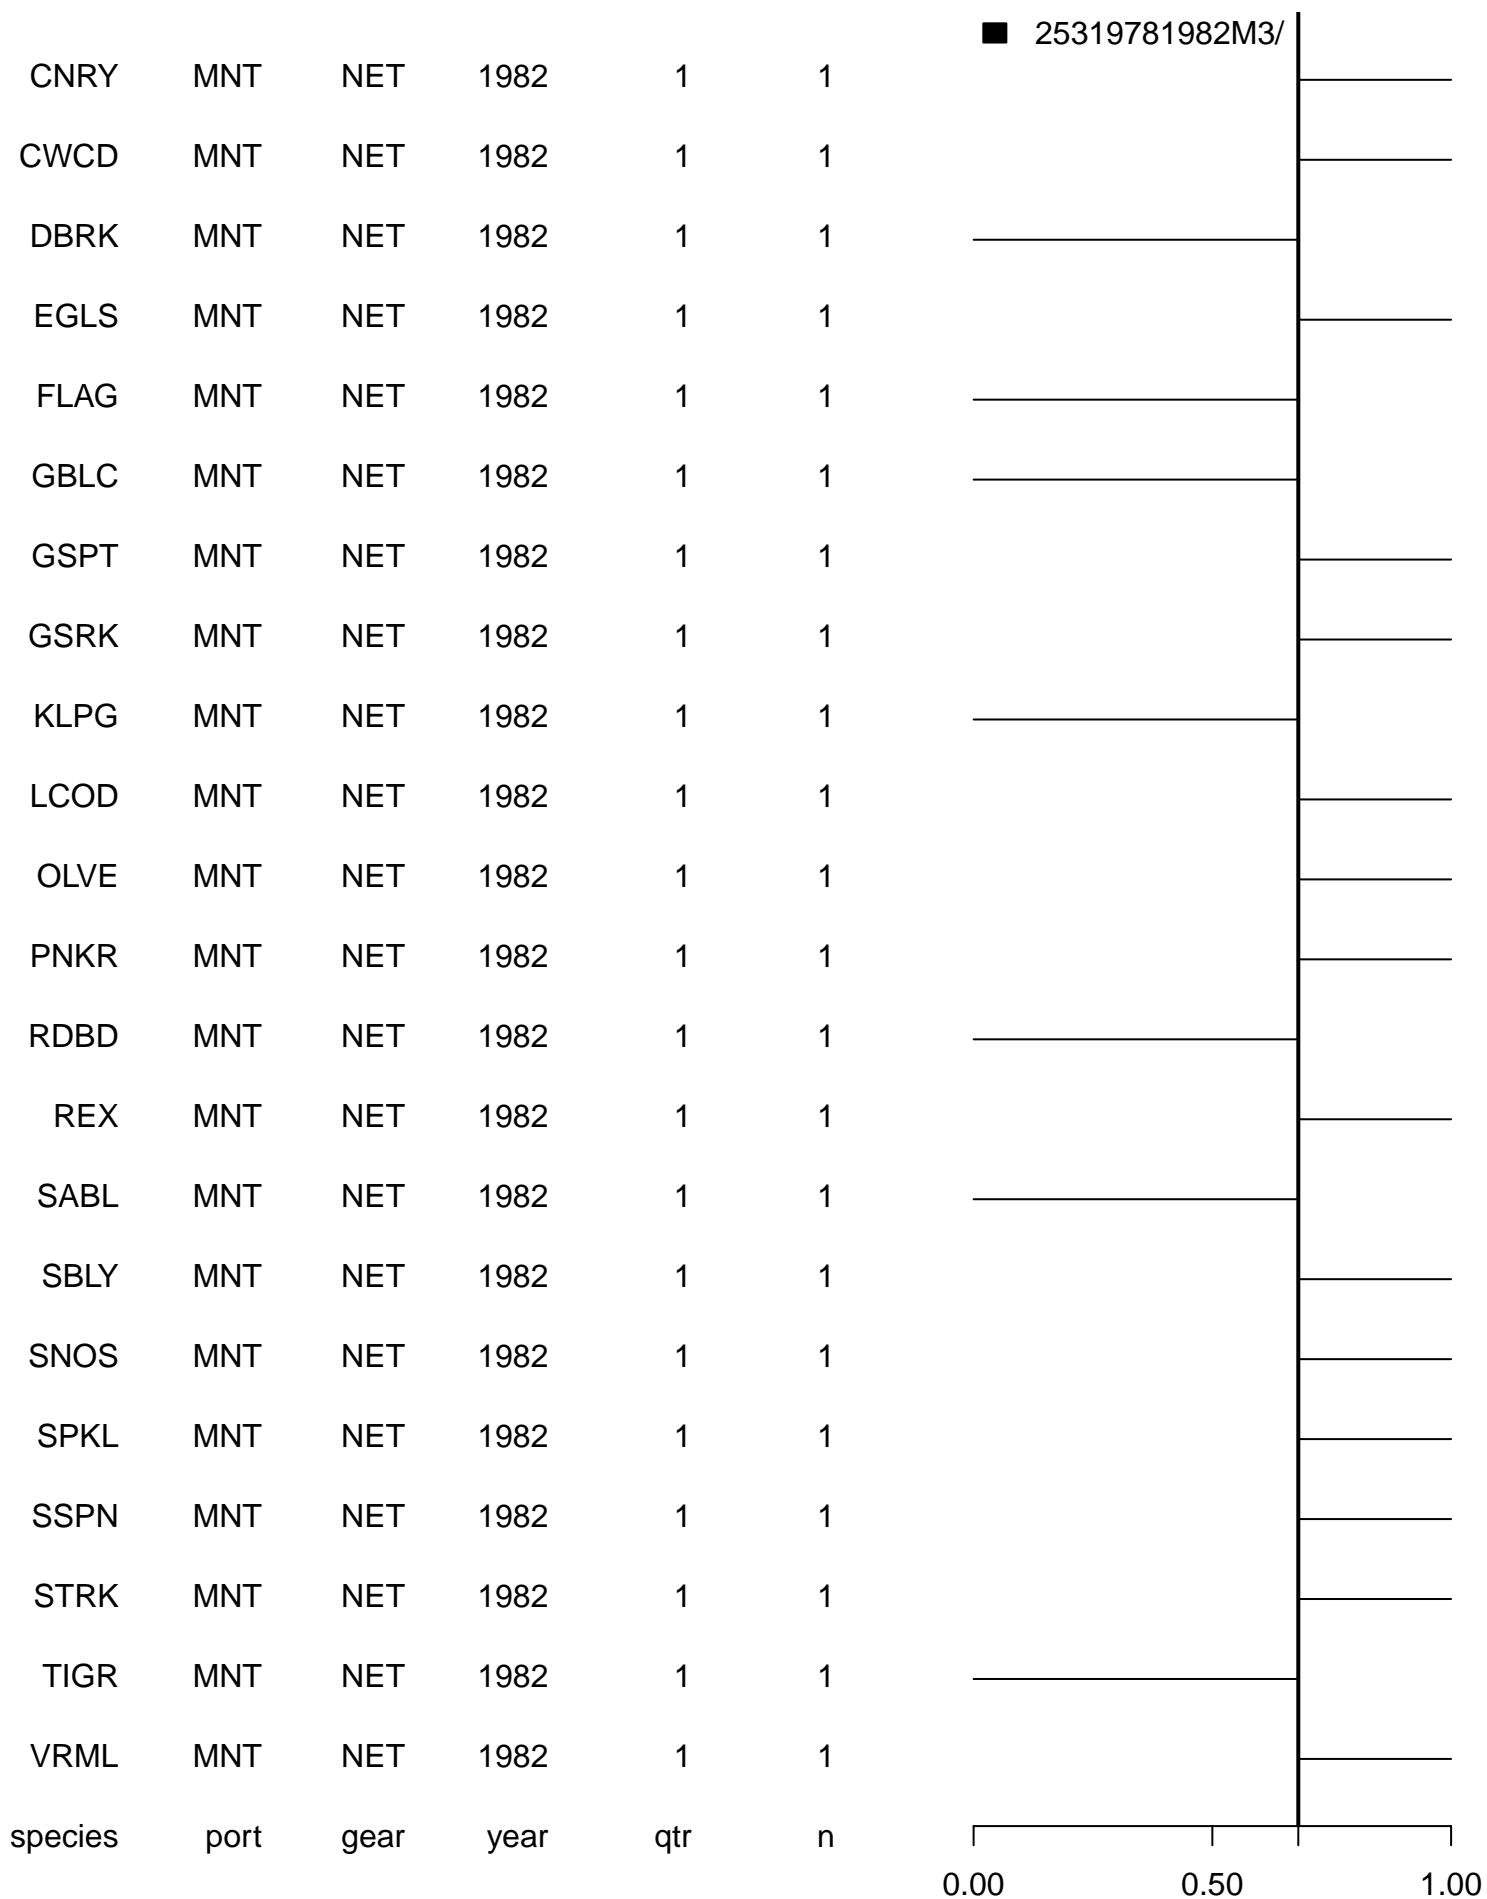 25319781982M3/
CNRY MNT NET 1982 1 1
CWCD MNT NET 1982 1 1
DBRK MNT NET 1982 1 1
EGLS MNT NET 1982 1 1
FLAG MNT NET 1982 1 1
GBLC MNT NET 1982 1 1
GSPT MNT NET 1982 1 1
GSRK MNT NET 1982 1 1
KLPG MNT NET 1982 1 1
LCOD MNT NET 1982 1 1
OLVE MNT NET 1982 1 1
PNKR MNT NET 1982 1 1
RDBD MNT NET 1982 1 1
REX MNT NET 1982 1 1
SABL MNT NET 1982 1 1
SBLY MNT NET 1982 1 1
SNOS MNT NET 1982 1 1
SPKL MNT NET 1982 1 1
SSPN MNT NET 1982 1 1
STRK MNT NET 1982 1 1
TIGR MNT NET 1982 1 1
VRML MNT NET 1982 1 1
species port gear year qtr n
0.00 0.50 1.00